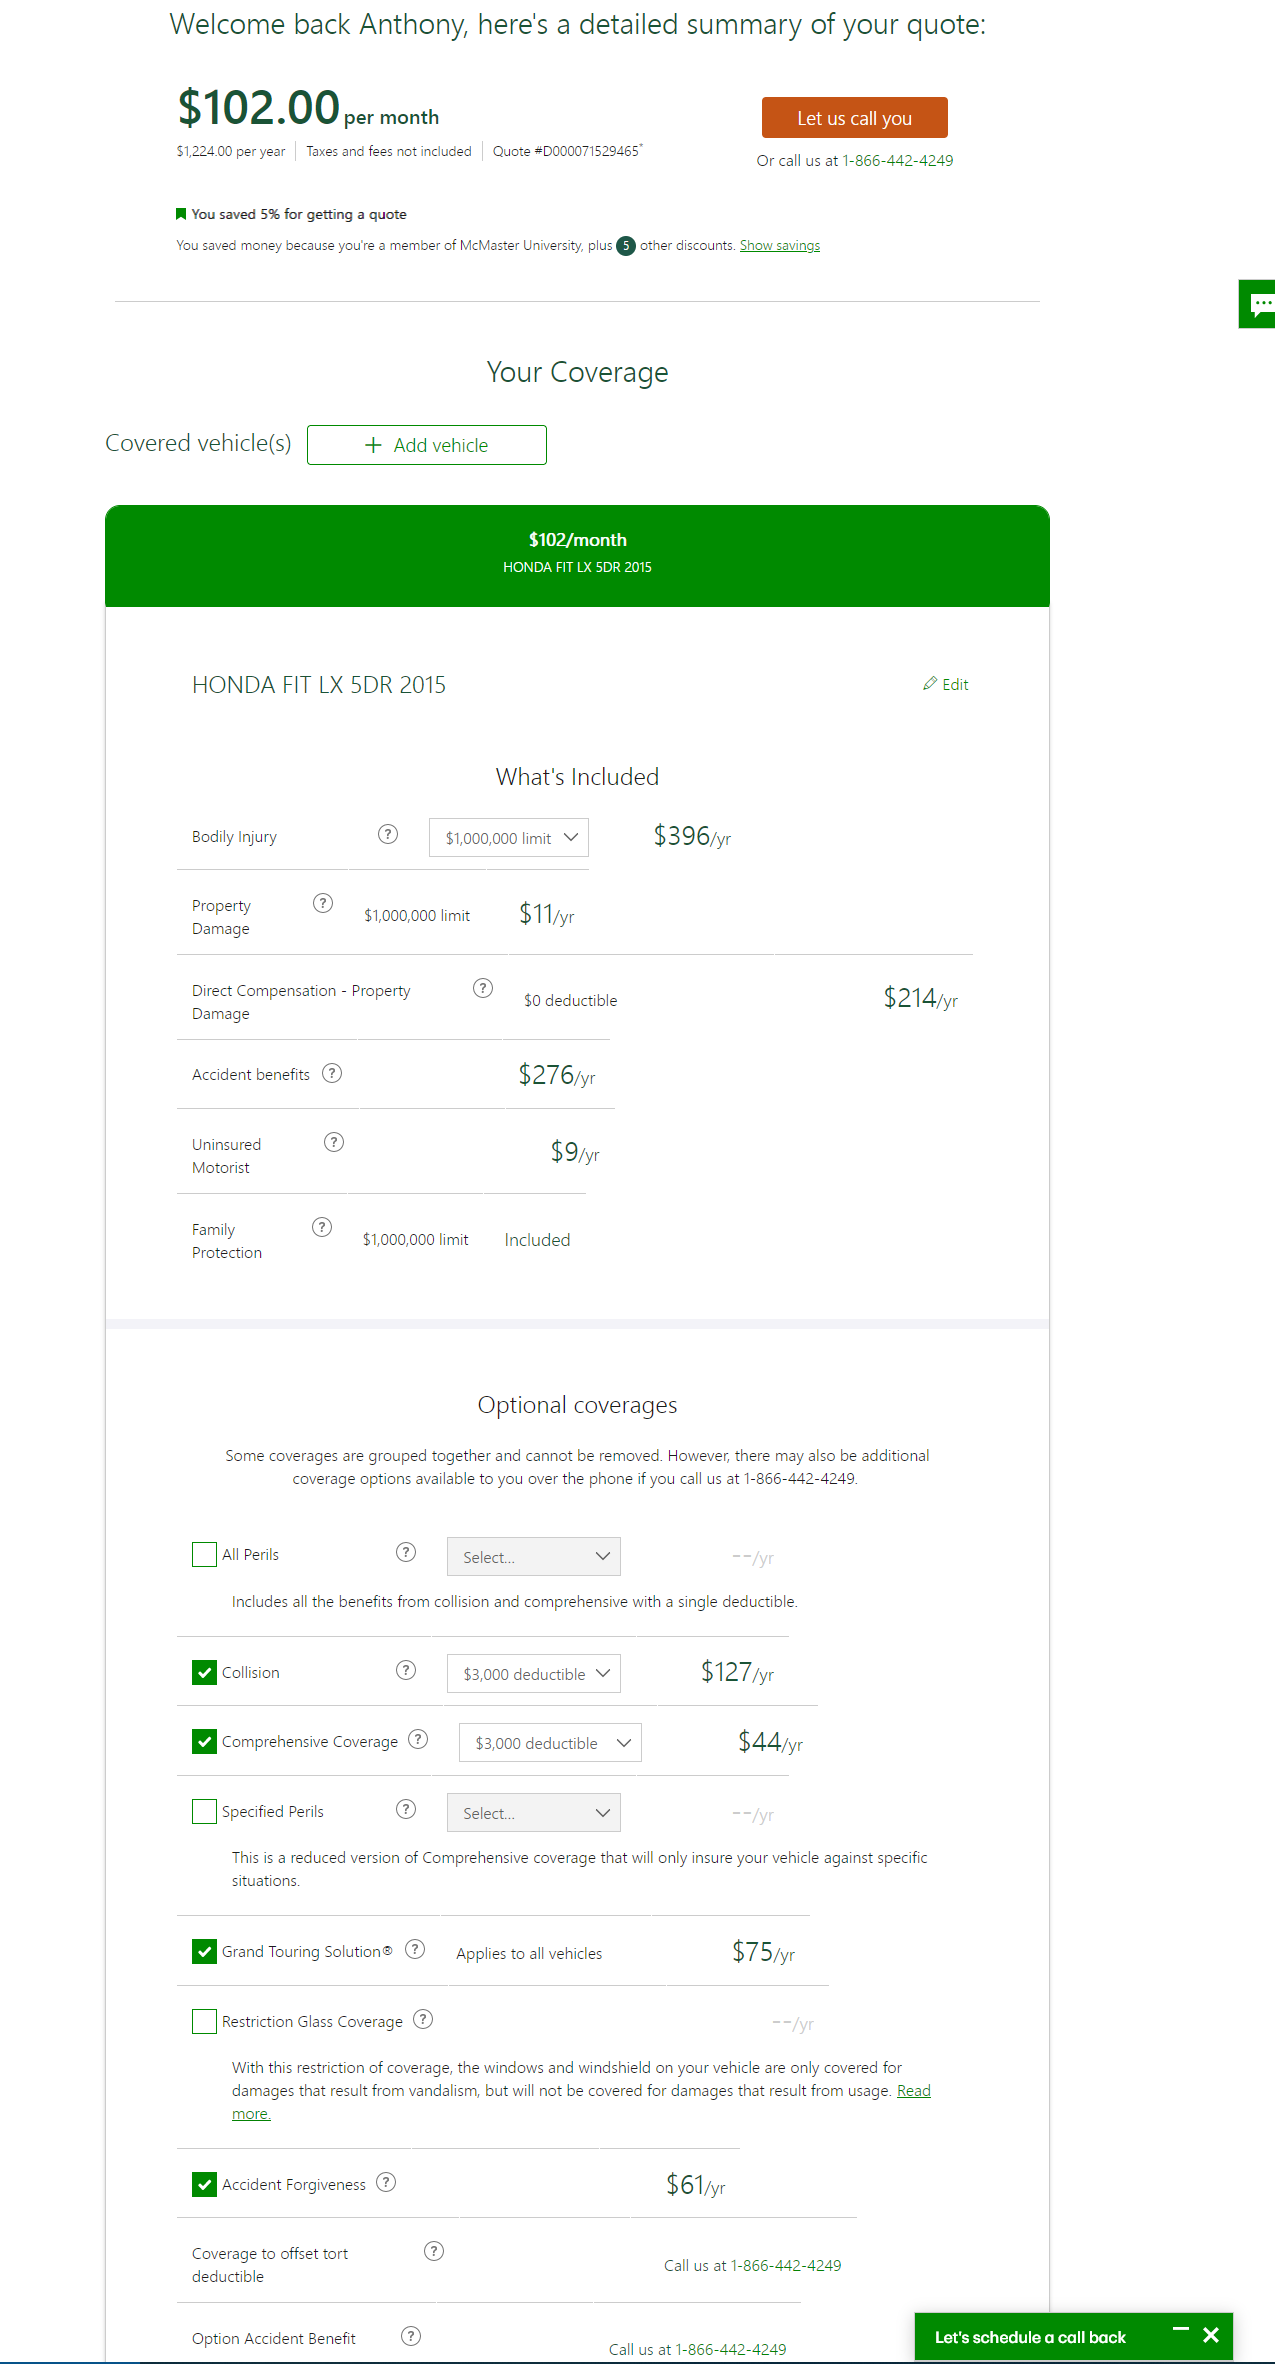 Welcome back Anthony, here's a detailed summary of your quote:
$102.00 per month
Let us call you
$1,224.00 per year Taxes and fees not included Quote #D000071529465*
Or call us at 1-866-442-4249
You saved 5% for getting a quote
You saved money because you're a member of McMaster University, plus 5 other discounts. Show savings
Your Coverage
Covered vehicle(s) + Add vehicle
$102/month
HONDA FIT LX 5DR 2015
HONDA FIT LX 5DR 2015 Edit
What's Included
Bodily Injury ? $1,000,000 limit $396/yr
Property ?
Damage $1,000,000 limit $11/yr
Direct Compensation - Property ?
Damage $0 deductible $214/yr
Accident benefits ? $276/yr
Uninsured ?
Motorist $9/yr
Family ?
Protection $1,000,000 limit Included
Optional coverages
Some coverages are grouped together and cannot be removed. However, there may also be additional
coverage options available to you over the phone if you call us at 1-866-442-4249.
All Perils ? Select... --/yr
Includes all the benefits from collision and comprehensive with a single deductible.
Collision ? $3,000 deductible $127/yr
Comprehensive Coverage ? $3,000 deductible $44/yr
Specified Perils ? Select... --/yr
This is a reduced version of Comprehensive coverage that will only insure your vehicle against specific
situations.
Grand Touring Solution® ? Applies to all vehicles $75/yr
Restriction Glass Coverage ? --/yr
With this restriction of coverage, the windows and windshield on your vehicle are only covered for
damages that result from vandalism, but will not be covered for damages that result from usage. Read
more.
Accident Forgiveness ? $61/yr
Coverage to offset tort ?
deductible Call us at 1-866-442-4249
Option Accident Benefit ? Call us at 1-866-442-4249
Let's schedule a call back